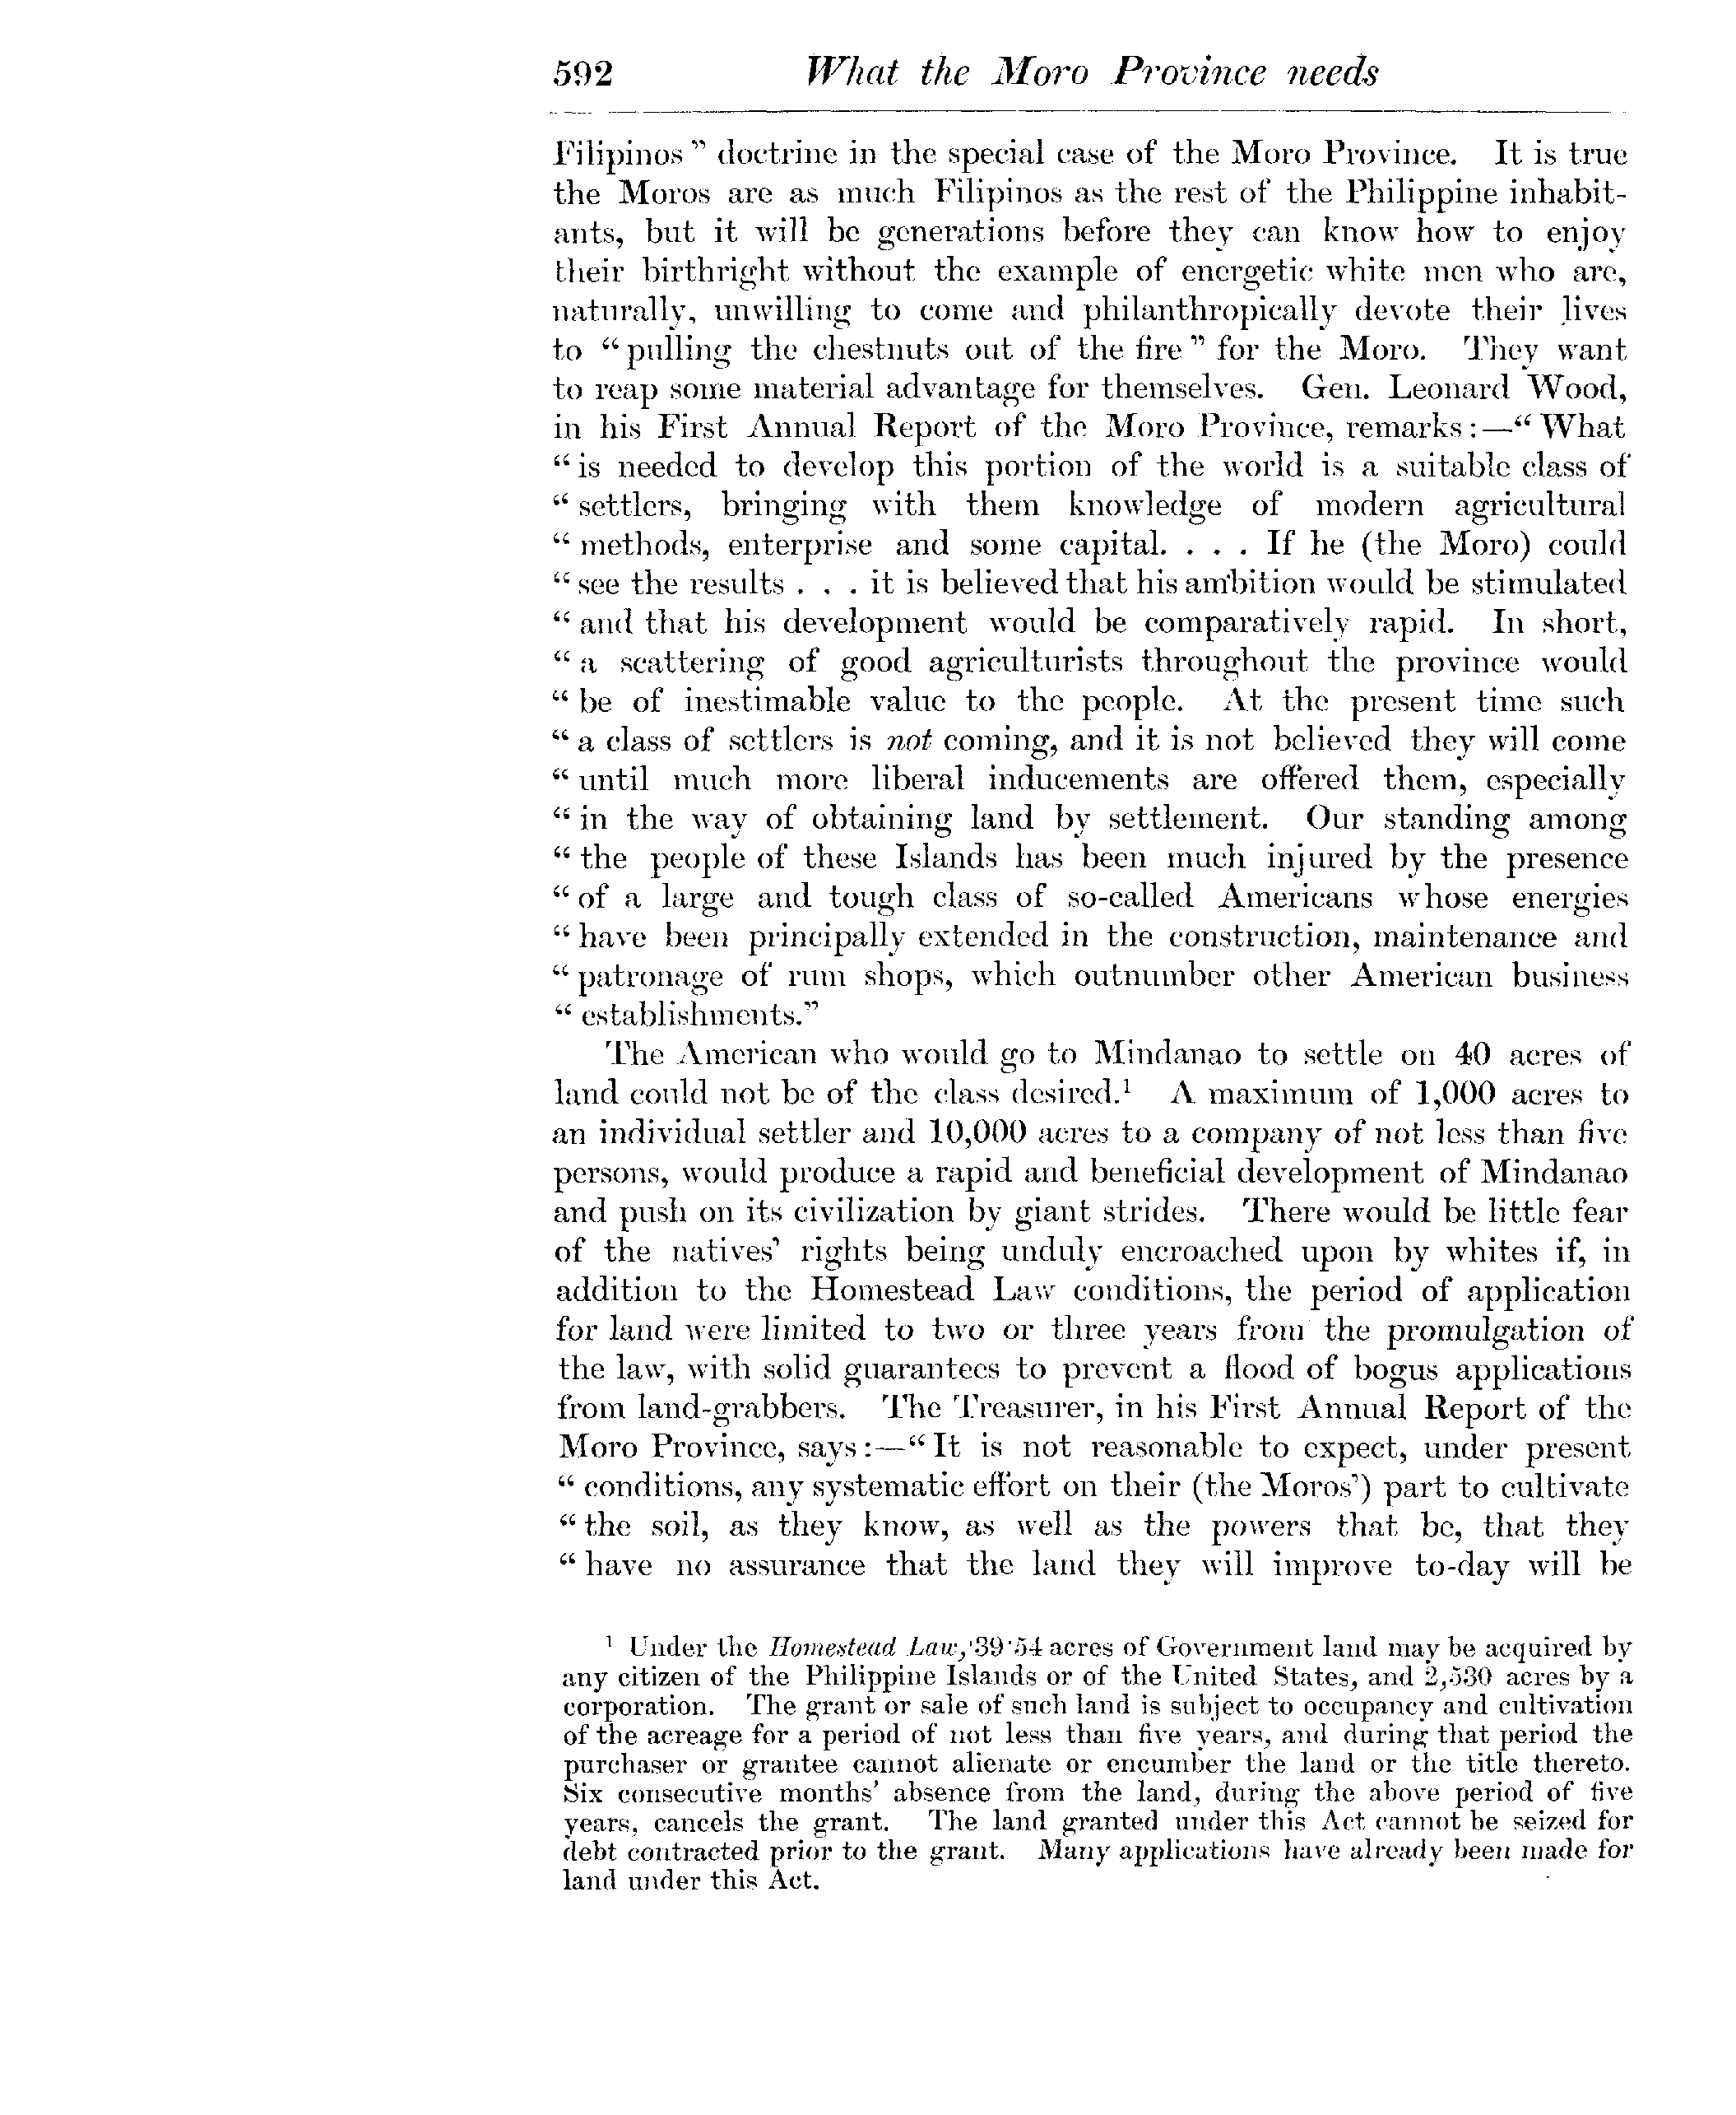 592 What the Moro Province needs
Filipinos" doctrine in the special case of the Moro Province. It is true
the Moros are as much Filipinos as the rest of the Philippine inhabit-
ants, but it will be generations before they can know how to enjoy
their birthright without the example of energetic white men who are,
naturally, unwilling to come and philanthropically devote their lives
to "pulling the chestnuts out of the fire" for the Moro. They want
to reap some material advantage for themselves. Gen. Leonard Wood,
in his First Annual Report of the Moro Province, remarks:—"What
"is needed to develop this portion of the world is a suitable class of
"settlers, bringing with them knowledge of modern agricultural
"methods, enterprise and some capital. . . . If he (the Moro) could
"see the results . . . it is believed that his ambition would be stimulated
"and that his development would be comparatively rapid. In short,
"a scattering of good agriculturists throughout the province would
"be of inestimable value to the people. At the present time such
"a class of settlers is not coming, and it is not believed they will come
"until much more liberal inducements are offered them, especially
"in the way of obtaining land by settlement. Our standing among
"the people of these Islands has been much injured by the presence
"of a large and tough class of so-called Americans whose energies
"have been principally extended in the construction, maintenance and
"patronage of rum shops, which outnumber other American business
"establishments."
The American who would go to Mindanao to settle on 40 acres of
land could not be of the class desired.¹ A maximum of 1,000 acres to
an individual settler and 10,000 acres to a company of not less than five
persons, would produce a rapid and beneficial development of Mindanao
and push on its civilization by giant strides. There would be little fear
of the natives' rights being unduly encroached upon by whites if, in
addition to the Homestead Law conditions, the period of application
for land were limited to two or three years from the promulgation of
the law, with solid guarantees to prevent a flood of bogus applications
from land-grabbers. The Treasurer, in his First Annual Report of the
Moro Province, says:—"It is not reasonable to expect, under present
"conditions, any systematic effort on their (the Moros') part to cultivate
"the soil, as they know, as well as the powers that be, that they
"have no assurance that the land they will improve to-day will be
¹ Under the Homestead Law, 39·54 acres of Government land may be acquired by
any citizen of the Philippine Islands or of the United States, and 2,530 acres by a
corporation. The grant or sale of such land is subject to occupancy and cultivation
of the acreage for a period of not less than five years, and during that period the
purchaser or grantee cannot alienate or encumber the land or the title thereto.
Six consecutive months' absence from the land, during the above period of five
years, cancels the grant. The land granted under this Act cannot be seized for
debt contracted prior to the grant. Many applications have already been made for
land under this Act.